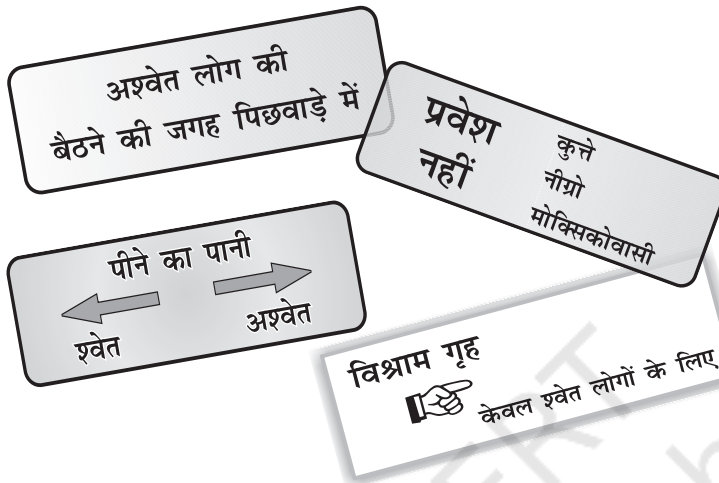 अश्वेत लोग की
बैठने की जगह पिछवाड़े में
प्रवेश
नहीं
कुत्ते
नीग्रो
मोक्सिकोवासी
पीने का पानी
श्वेत
अश्वेत
विश्राम गृह
केवल श्वेत लोगों के लिए